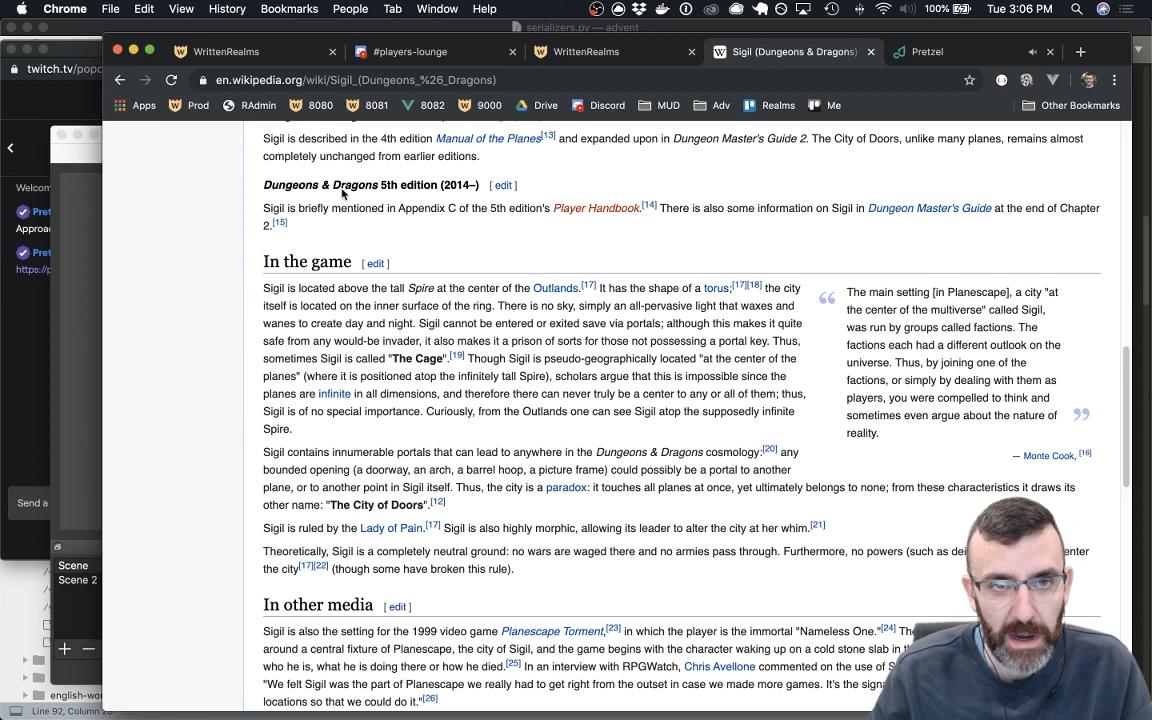 Chrome File Edit View History Bookmarks People Tab Window Help 100% Tue 3:06 PM
serializers.py — advent
WrittenRealms #players-lounge WrittenRealms Sigil (Dungeons & Dragons) Pretzel
twitch.tv/popo
en.wikipedia.org/wiki/Sigil_(Dungeons_%26_Dragons)
Apps Prod RAdmin 8080 8081 8082 9000 Drive Discord MUD Adv Realms Me Other Bookmarks
Sigil is described in the 4th edition Manual of the Planes[13] and expanded upon in Dungeon Master's Guide 2. The City of Doors, unlike many planes, remains almost
completely unchanged from earlier editions.
Dungeons & Dragons 5th edition (2014–) [ edit ]
Sigil is briefly mentioned in Appendix C of the 5th edition's Player Handbook.[14] There is also some information on Sigil in Dungeon Master's Guide at the end of Chapter
2.[15]
In the game [ edit ]
Sigil is located above the tall Spire at the center of the Outlands.[17] It has the shape of a torus;[17][18] the city
itself is located on the inner surface of the ring. There is no sky, simply an all-pervasive light that waxes and
wanes to create day and night. Sigil cannot be entered or exited save via portals; although this makes it quite
safe from any would-be invader, it also makes it a prison of sorts for those not possessing a portal key. Thus,
sometimes Sigil is called "The Cage".[19] Though Sigil is pseudo-geographically located "at the center of the
planes" (where it is positioned atop the infinitely tall Spire), scholars argue that this is impossible since the
planes are infinite in all dimensions, and therefore there can never truly be a center to any or all of them; thus,
Sigil is of no special importance. Curiously, from the Outlands one can see Sigil atop the supposedly infinite
Spire.
“ The main setting [in Planescape], a city "at
the center of the multiverse" called Sigil,
was run by groups called factions. The
factions each had a different outlook on the
universe. Thus, by joining one of the
factions, or simply by dealing with them as
players, you were compelled to think and
sometimes even argue about the nature of ”
reality.
— Monte Cook, [16]
Sigil contains innumerable portals that can lead to anywhere in the Dungeons & Dragons cosmology:[20] any
bounded opening (a doorway, an arch, a barrel hoop, a picture frame) could possibly be a portal to another
plane, or to another point in Sigil itself. Thus, the city is a paradox: it touches all planes at once, yet ultimately belongs to none; from these characteristics it draws its
other name: "The City of Doors".[12]
Sigil is ruled by the Lady of Pain.[17] Sigil is also highly morphic, allowing its leader to alter the city at her whim.[21]
Theoretically, Sigil is a completely neutral ground: no wars are waged there and no armies pass through. Furthermore, no powers (such as dei enter
the city[17][22] (though some have broken this rule).
In other media [ edit ]
Sigil is also the setting for the 1999 video game Planescape Torment,[23] in which the player is the immortal "Nameless One."[24] The
around a central fixture of Planescape, the city of Sigil, and the game begins with the character waking up on a cold stone slab in th
who he is, what he is doing there or how he died.[25] In an interview with RPGWatch, Chris Avellone commented on the use of S
"We felt Sigil was the part of Planescape we really had to get right from the outset in case we made more games. It's the signa
locations so that we could do it."[26]
Welcom
Pret
Approac
Pret
https://p
Send a
Scene
Scene 2
+ −
english-wo
Line 92, Column 2